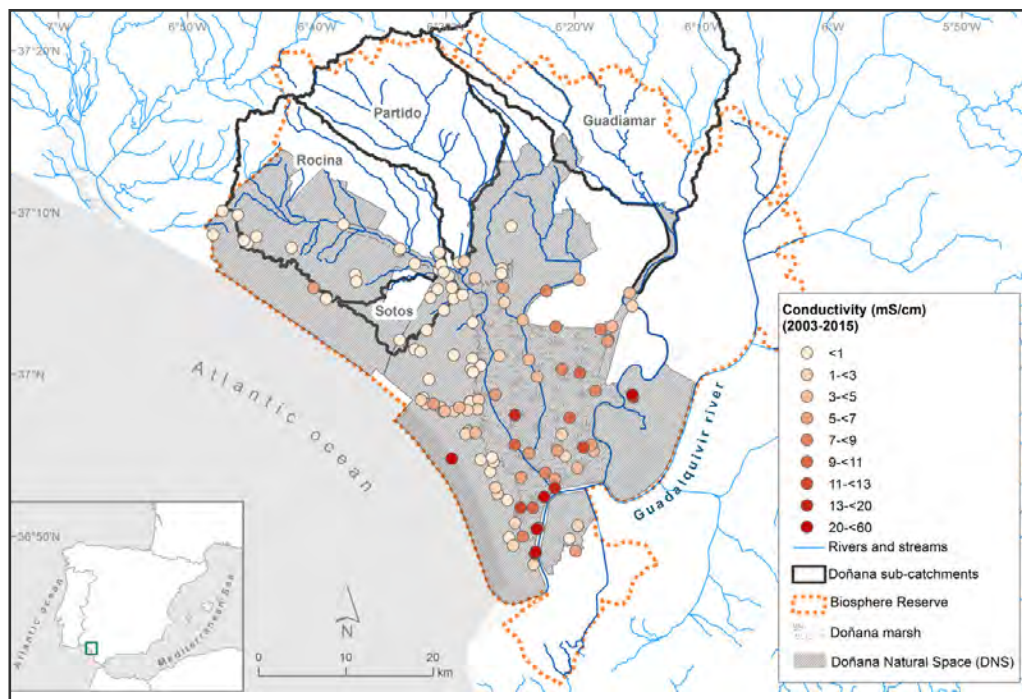 7°W
6°50'W
6°40'W
6°30'W
6°20'W
6°10'W
6°W
5°50'W
37°20'N
37°10'N
37°N
36°50'N
Partido
Guadiamar
Rocina
Sotos
Atlantic ocean
Guadalquivir river
Conductivity (mS/cm)
(2003-2015)
<1
1-<3
3-<5
5-<7
7-<9
9-<11
11-<13
13-<20
20-<60
Rivers and streams
Doñana sub-catchments
Biosphere Reserve
Doñana marsh
Doñana Natural Space (DNS)
Atlantic ocean
Mediterranean Sea
N
0 10 20
km